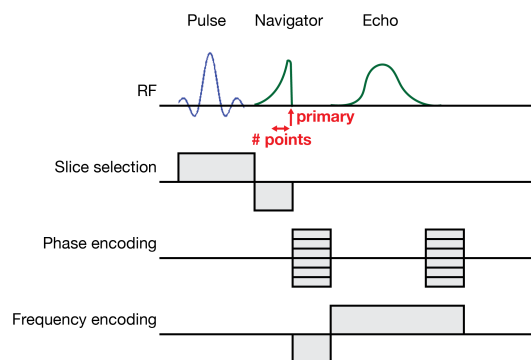 Pulse Navigator Echo
RF
primary
# points
Slice selection
Phase encoding
Frequency encoding